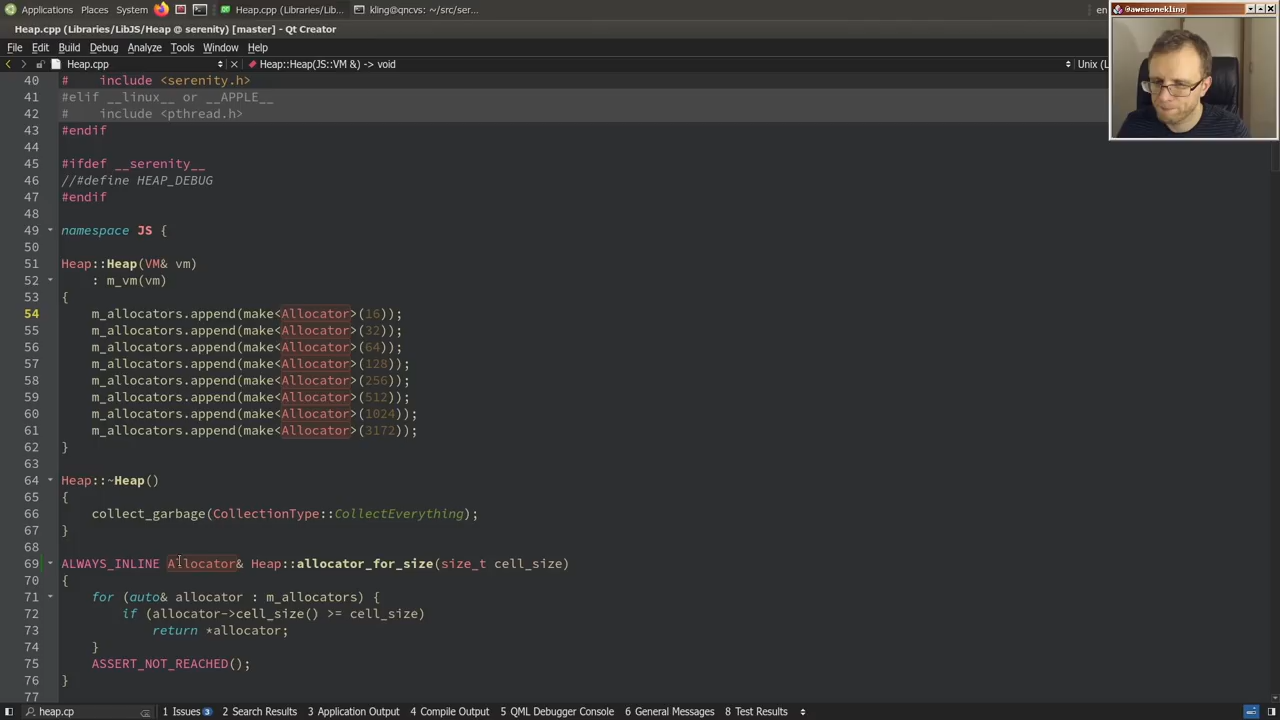 Applications Places System Heap.cpp (Libraries/LibJS/Heap @ serenity) [master] - Qt Creator
Heap.cpp (Libraries/LibJS/H... kling@qncvs: ~/src/ser... en
@awesomekling
File Edit Build Debug Analyze Tools Window Help
Heap.cpp Heap::Heap(JS::VM &) -> void Unix (L
40 #   include <serenity.h>
41 #elif __linux__ or __APPLE__
42 #   include <pthread.h>
43 #endif
44
45 #ifdef __serenity__
46 //#define HEAP_DEBUG
47 #endif
48
49 namespace JS {
50
51 Heap::Heap(VM& vm)
52     : m_vm(vm)
53 {
54     m_allocators.append(make<Allocator>(16));
55     m_allocators.append(make<Allocator>(32));
56     m_allocators.append(make<Allocator>(64));
57     m_allocators.append(make<Allocator>(128));
58     m_allocators.append(make<Allocator>(256));
59     m_allocators.append(make<Allocator>(512));
60     m_allocators.append(make<Allocator>(1024));
61     m_allocators.append(make<Allocator>(3172));
62 }
63
64 Heap::~Heap()
65 {
66     collect_garbage(CollectionType::CollectEverything);
67 }
68
69 ALWAYS_INLINE Allocator& Heap::allocator_for_size(size_t cell_size)
70 {
71     for (auto& allocator : m_allocators) {
72         if (allocator->cell_size() >= cell_size)
73             return *allocator;
74     }
75     ASSERT_NOT_REACHED();
76 }
77
heap.cp 1 Issues 3 2 Search Results 3 Application Output 4 Compile Output 5 QML Debugger Console 6 General Messages 8 Test Results